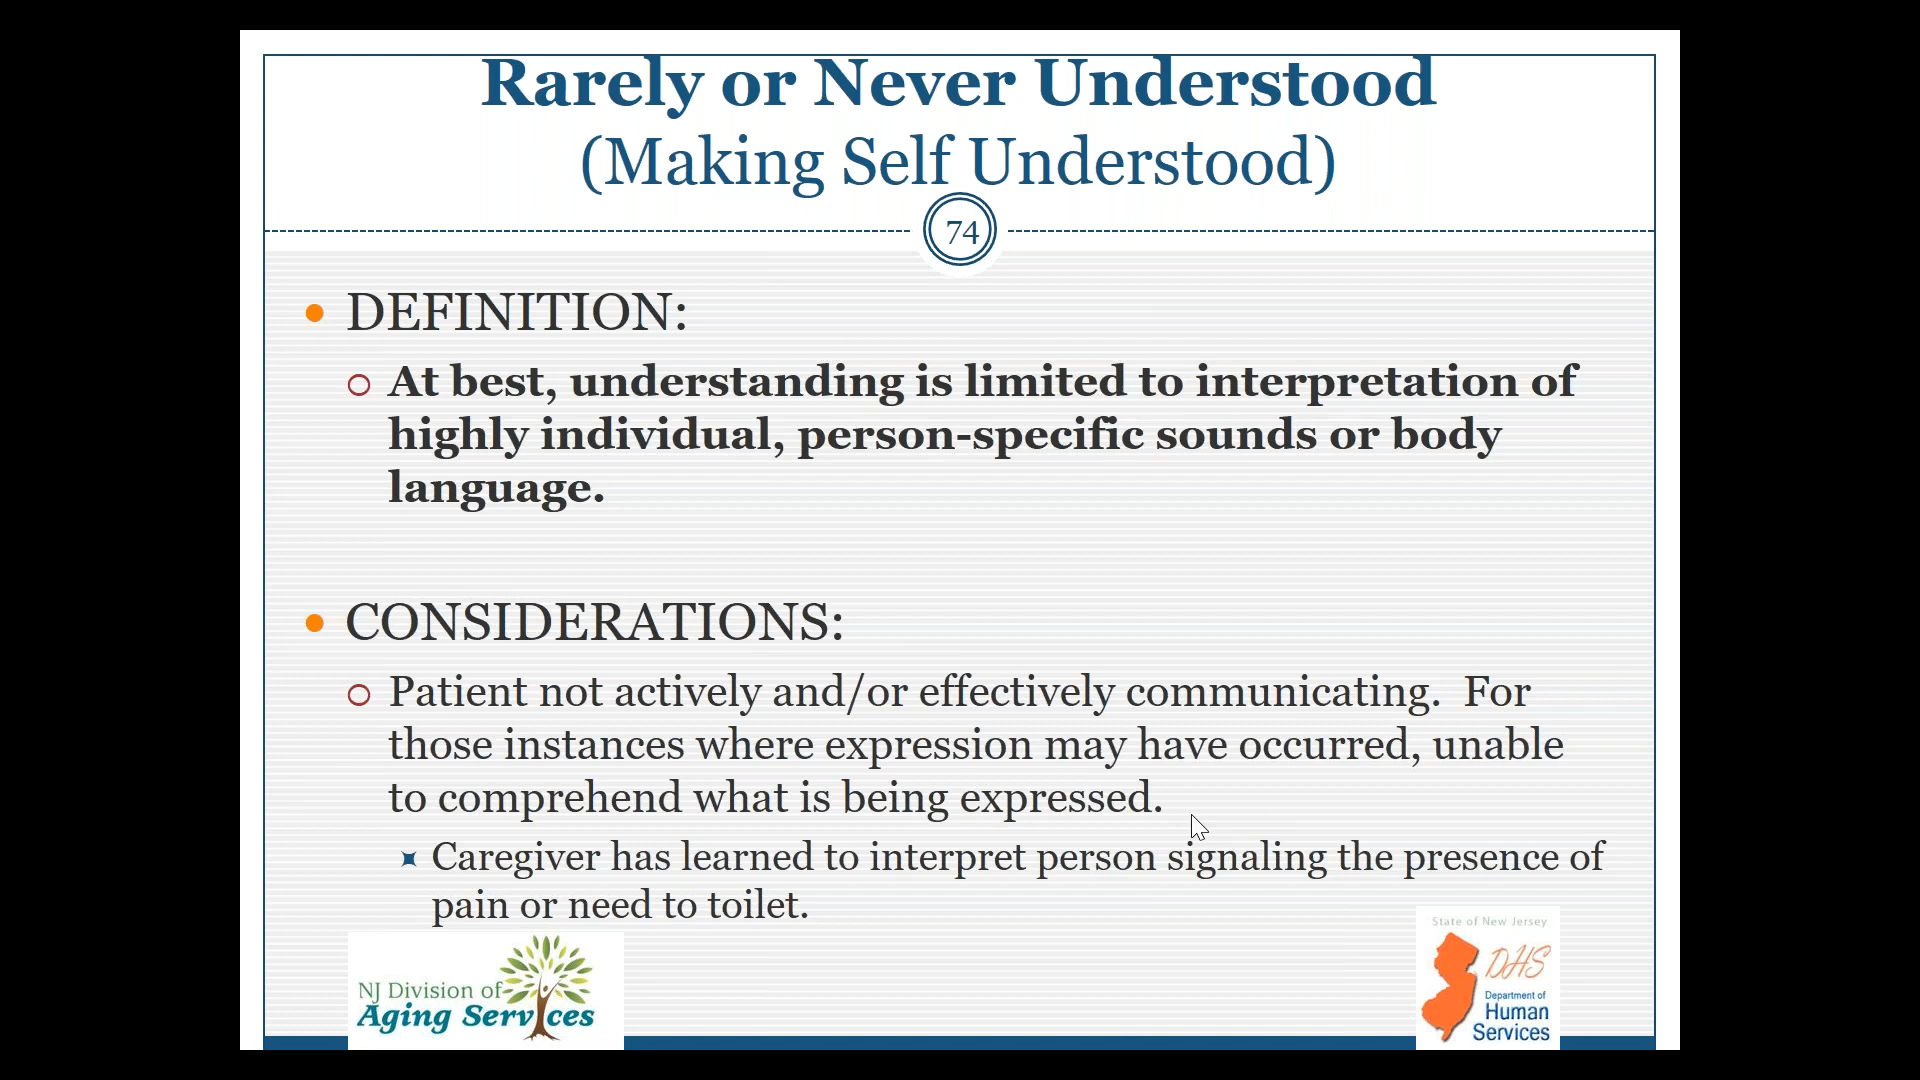 Rarely or Never Understood
(Making Self Understood)
74
DEFINITION:
At best, understanding is limited to interpretation of
highly individual, person-specific sounds or body
language.
CONSIDERATIONS:
Patient not actively and/or effectively communicating.  For
those instances where expression may have occurred, unable
to comprehend what is being expressed.
Caregiver has learned to interpret person signaling the presence of
pain or need to toilet.
NJ Division of
Aging Services
State of New Jersey
DHS
Department of
Human
Services